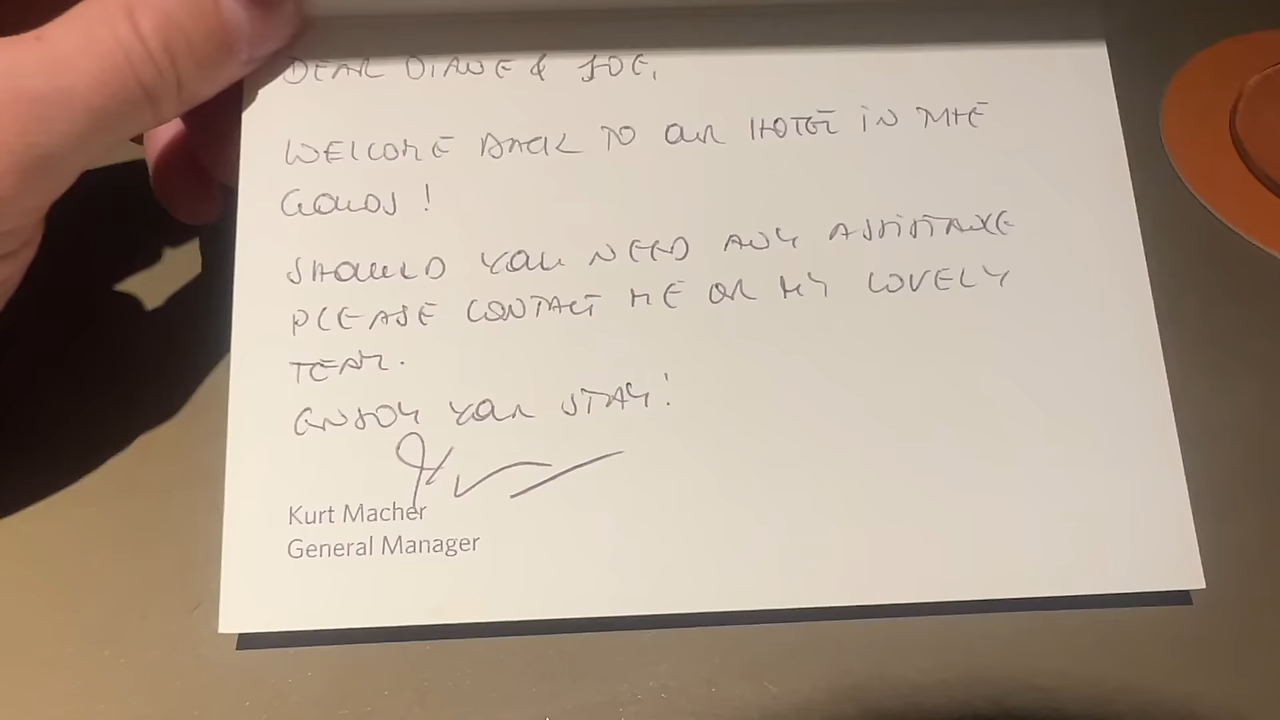 DEAR DIANE & JOE,
WELCOME BACK TO OUR HOTEL IN THE
CLOUDS!
SHOULD YOU NEED ANY ASSISTANCE
PLEASE CONTACT ME OR MY LOVELY
TEAM.
ENJOY YOUR STAY!
Kurt Macher
General Manager